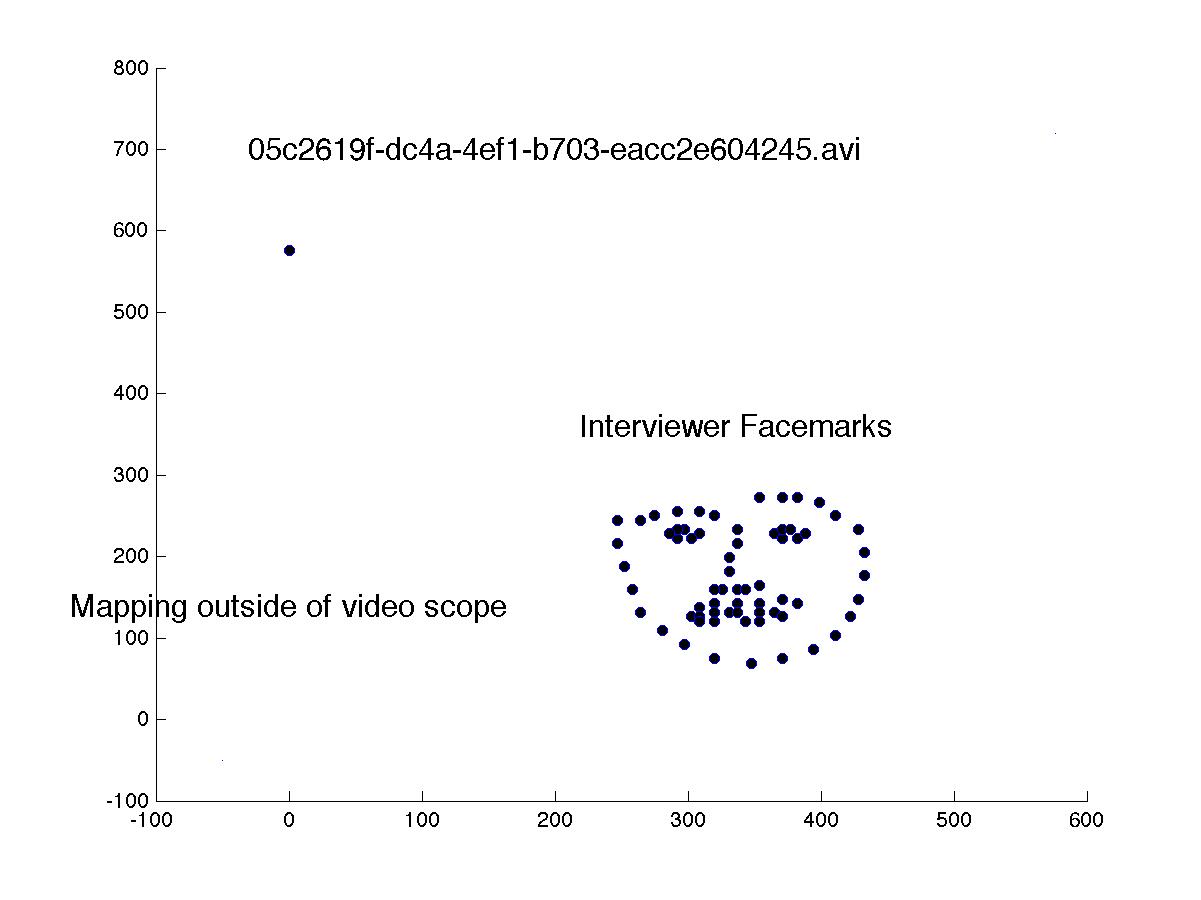 800
05c2619f-dc4a-4ef1-b703-eacc2e604245.avi
700
600
500
400
Interviewer Facemarks
300
200
Mapping outside of video scope
100
0
-100
-100 0 100 200 300 400 500 600